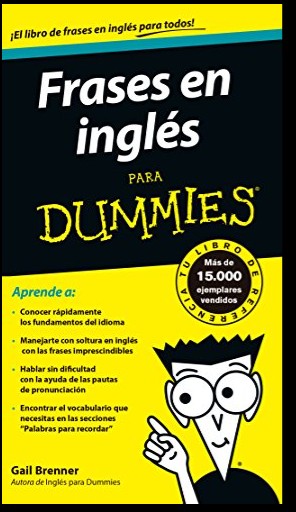 ¡El libro de frases en inglés para todos!
Frases en
inglés
PARA
DUMMIES®
TU LIBRO DE REFERENCIA
Más de
15.000
ejemplares
vendidos
Aprende a:
• Conocer rápidamente
los fundamentos del idioma
• Manejarte con soltura en inglés
con las frases imprescindibles
• Hablar sin dificultad
con la ayuda de las pautas
de pronunciación
• Encontrar el vocabulario que
necesitas en las secciones
"Palabras para recordar"
Gail Brenner
Autora de Inglés para Dummies